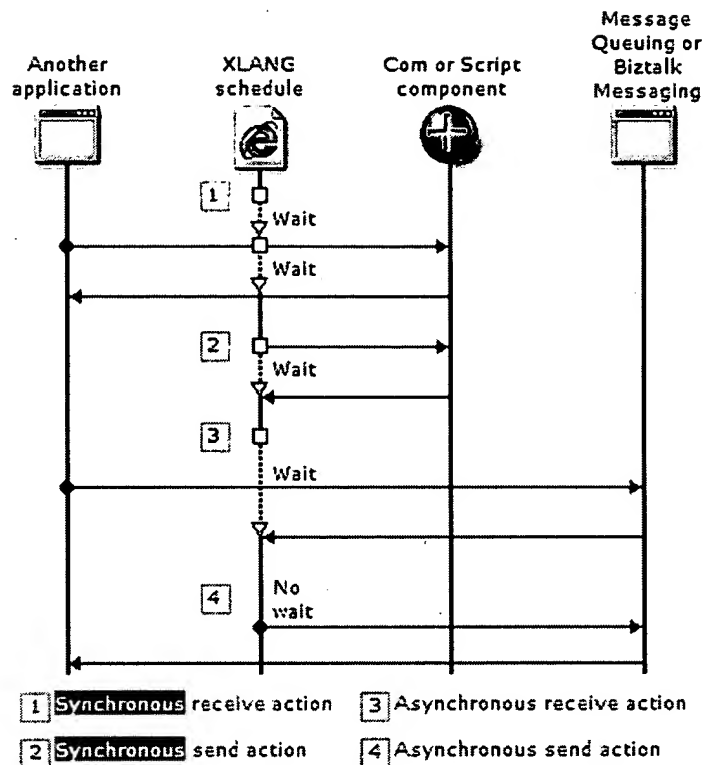 Another
application
XLANG
schedule
Com or Script
component
Message
Queuing or
Biztalk
Messaging
1
Wait
Wait
2
Wait
3
Wait
4
No
wait
1 Synchronous receive action
3 Asynchronous receive action
2 Synchronous send action
4 Asynchronous send action